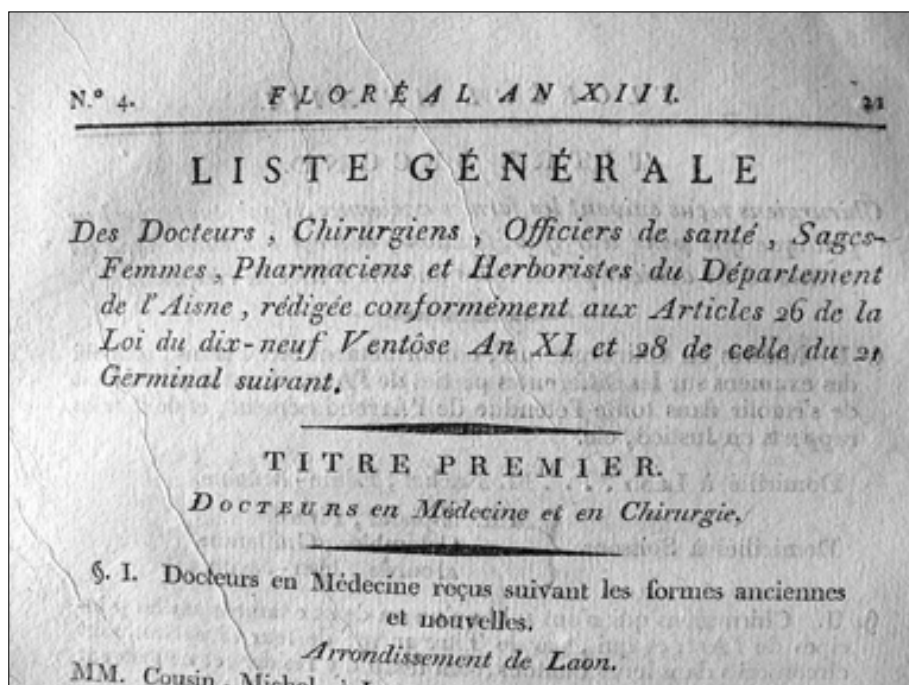 N.º 4. FLORÉAL AN XIII. 21
LISTE GÉNÉRALE
Des Docteurs, Chirurgiens, Officiers de santé, Sages-
Femmes, Pharmaciens et Herboristes du Département
de l'Aisne, rédigée conformément aux Articles 26 de la
Loi du dix-neuf Ventôse An XI et 28 de celle du 21
Germinal suivant.
TITRE PREMIER.
DOCTEURS en Médecine et en Chirurgie.
§. I. Docteurs en Médecine reçus suivant les formes anciennes
et nouvelles.
Arrondissement de Laon.
MM. Cousin, Michel, à